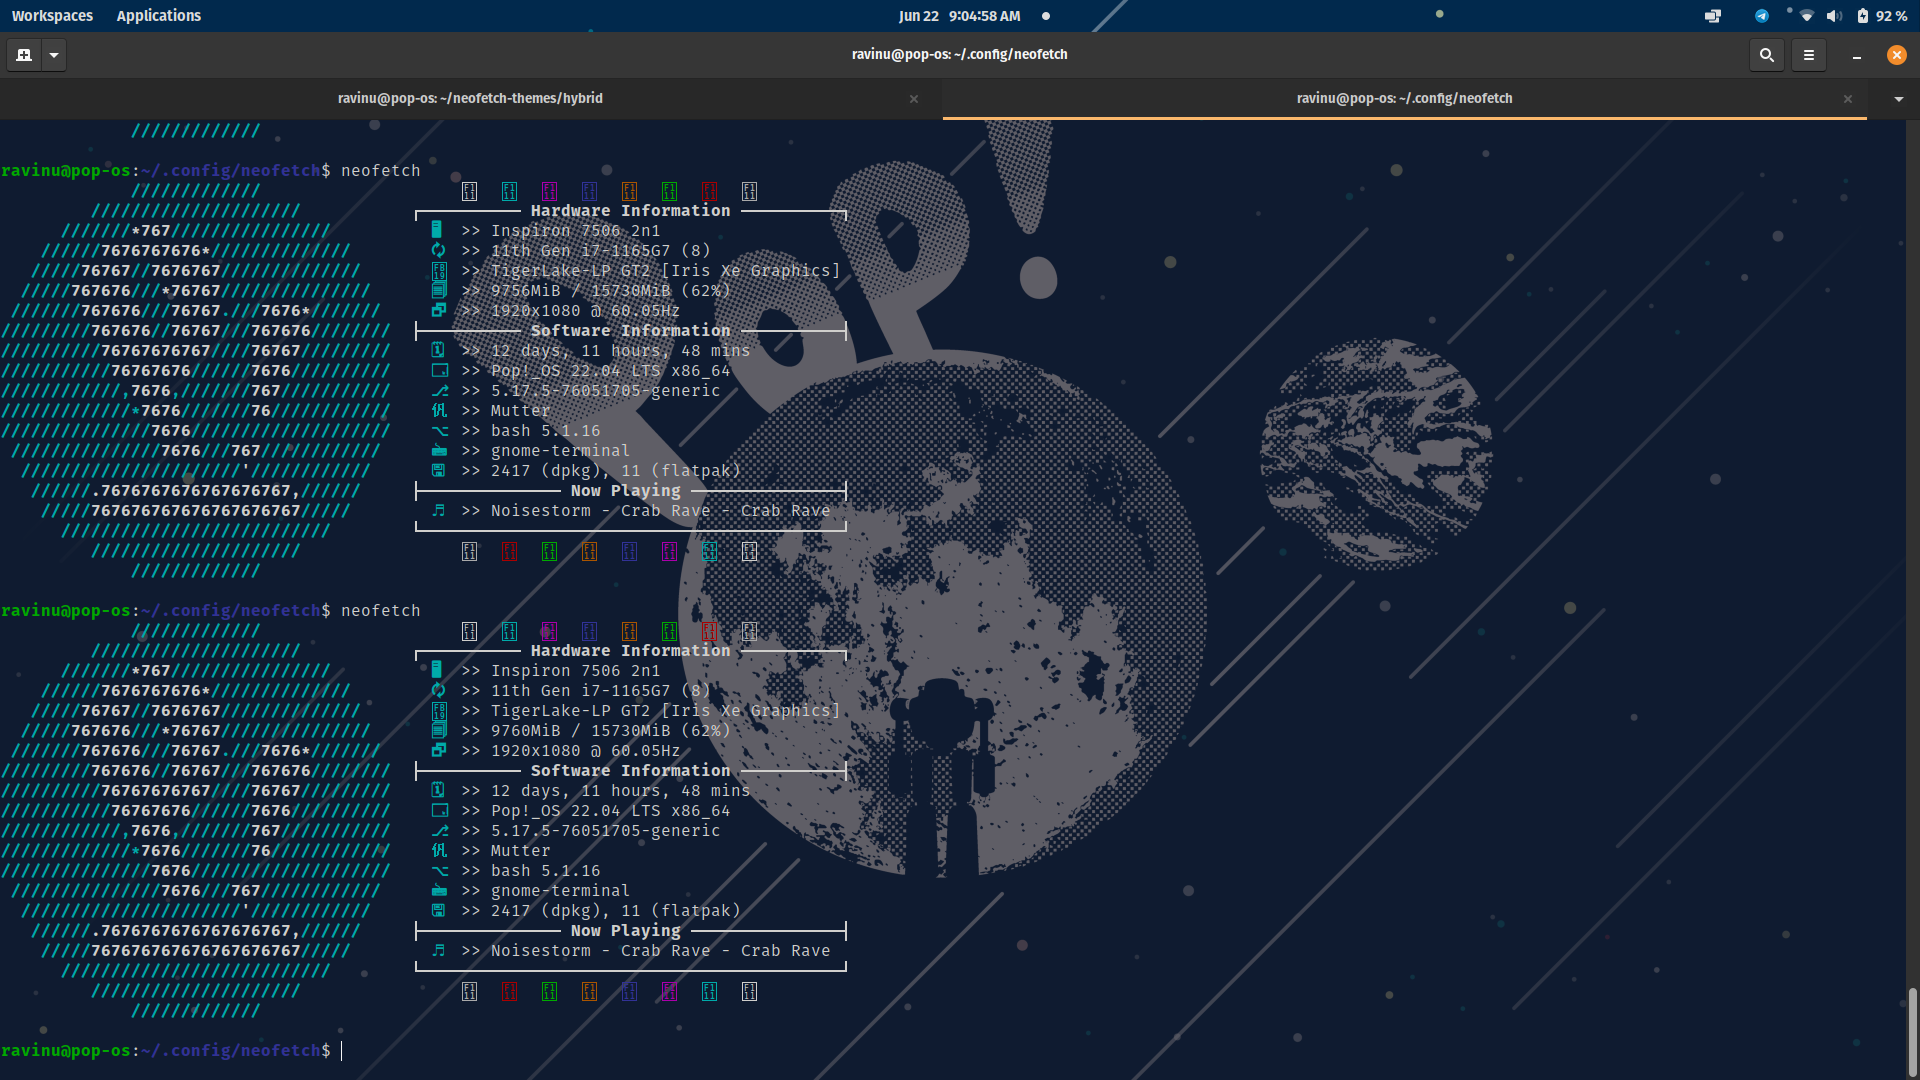 Workspaces Applications Jun 22 9:04:58 AM 92 %
ravinu@pop-os: ~/.config/neofetch
ravinu@pop-os: ~/neofetch-themes/hybrid × ravinu@pop-os: ~/.config/neofetch ×
/////////////
ravinu@pop-os:~/.config/neofetch$ neofetch
/////////////
///////////////////// Hardware Information
///////*767//////////////// >> Inspiron 7506 2n1
//////7676767676*////////////// >> 11th Gen i7-1165G7 (8)
/////76767//7676767////////////// >> TigerLake-LP GT2 [Iris Xe Graphics]
/////767676///*76767/////////////// >> 9756MiB / 15730MiB (62%)
///////767676///76767.///7676*/////// >> 1920x1080 @ 60.05Hz
/////////767676//76767///767676//////// Software Information
//////////76767676767////76767///////// >> 12 days, 11 hours, 48 mins
///////////76767676//////7676////////// >> Pop!_OS 22.04 LTS x86_64
////////////,7676,///////767/////////// >> 5.17.5-76051705-generic
/////////////*7676///////76//////////// >> Mutter
///////////////7676//////////////////// >> bash 5.1.16
///////////////7676///767//////////// >> gnome-terminal
//////////////////////'//////////// >> 2417 (dpkg), 11 (flatpak)
//////.7676767676767676767,////// Now Playing
/////767676767676767676767///// >> Noisestorm - Crab Rave - Crab Rave
///////////////////////////
/////////////////////
/////////////
ravinu@pop-os:~/.config/neofetch$ neofetch
/////////////
///////////////////// Hardware Information
///////*767//////////////// >> Inspiron 7506 2n1
//////7676767676*////////////// >> 11th Gen i7-1165G7 (8)
/////76767//7676767////////////// >> TigerLake-LP GT2 [Iris Xe Graphics]
/////767676///*76767/////////////// >> 9760MiB / 15730MiB (62%)
///////767676///76767.///7676*/////// >> 1920x1080 @ 60.05Hz
/////////767676//76767///767676//////// Software Information
//////////76767676767////76767///////// >> 12 days, 11 hours, 48 mins
///////////76767676//////7676////////// >> Pop!_OS 22.04 LTS x86_64
////////////,7676,///////767/////////// >> 5.17.5-76051705-generic
/////////////*7676///////76//////////// >> Mutter
///////////////7676//////////////////// >> bash 5.1.16
///////////////7676///767//////////// >> gnome-terminal
//////////////////////'//////////// >> 2417 (dpkg), 11 (flatpak)
//////.7676767676767676767,////// Now Playing
/////767676767676767676767///// >> Noisestorm - Crab Rave - Crab Rave
///////////////////////////
/////////////////////
/////////////
ravinu@pop-os:~/.config/neofetch$